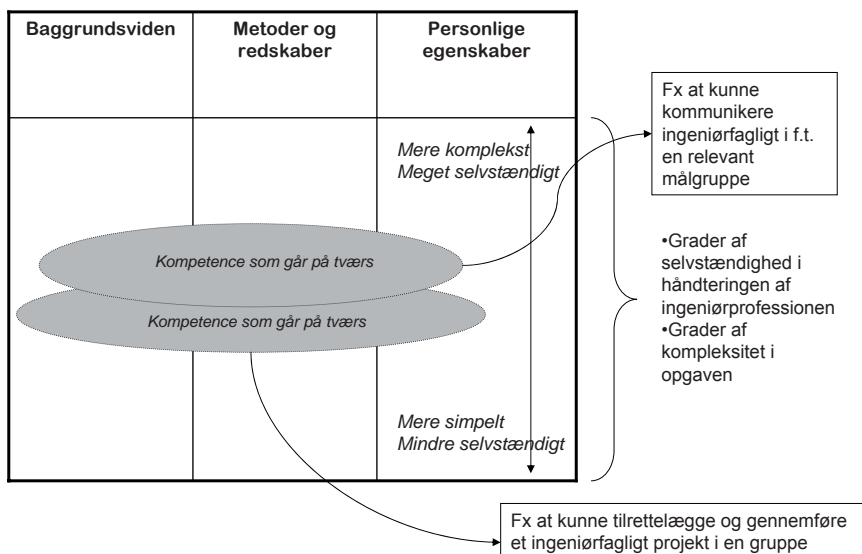 Baggrundsviden
Metoder og
redskaber
Personlige
egenskaber
Fx at kunne
kommunikere
ingeniørfagligt i f.t.
en relevant
målgruppe
Mere komplekst
Meget selvstændigt
Kompetence som går på tværs
Kompetence som går på tværs
•Grader af
selvstændighed i
håndteringen af
ingeniørprofessionen
•Grader af
kompleksitet i
opgaven
Mere simpelt
Mindre selvstændigt
Fx at kunne tilrettelægge og gennemføre
et ingeniørfagligt projekt i en gruppe